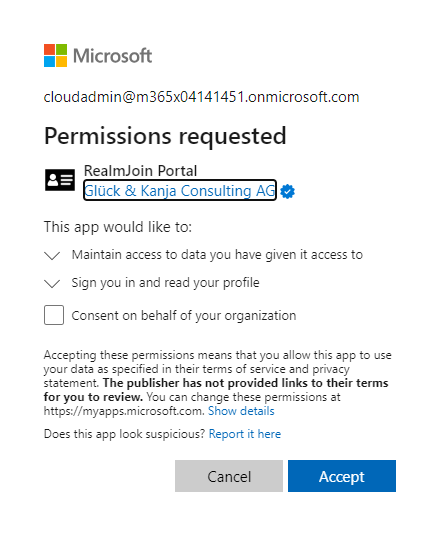 Microsoft
cloudadmin@m365x04141451.onmicrosoft.com
Permissions requested
RealmJoin Portal
Glück & Kanja Consulting AG
This app would like to:
Maintain access to data you have given it access to
Sign you in and read your profile
Consent on behalf of your organization
Accepting these permissions means that you allow this app to use
your data as specified in their terms of service and privacy
statement. The publisher has not provided links to their terms
for you to review. You can change these permissions at
https://myapps.microsoft.com. Show details
Does this app look suspicious? Report it here
Cancel Accept